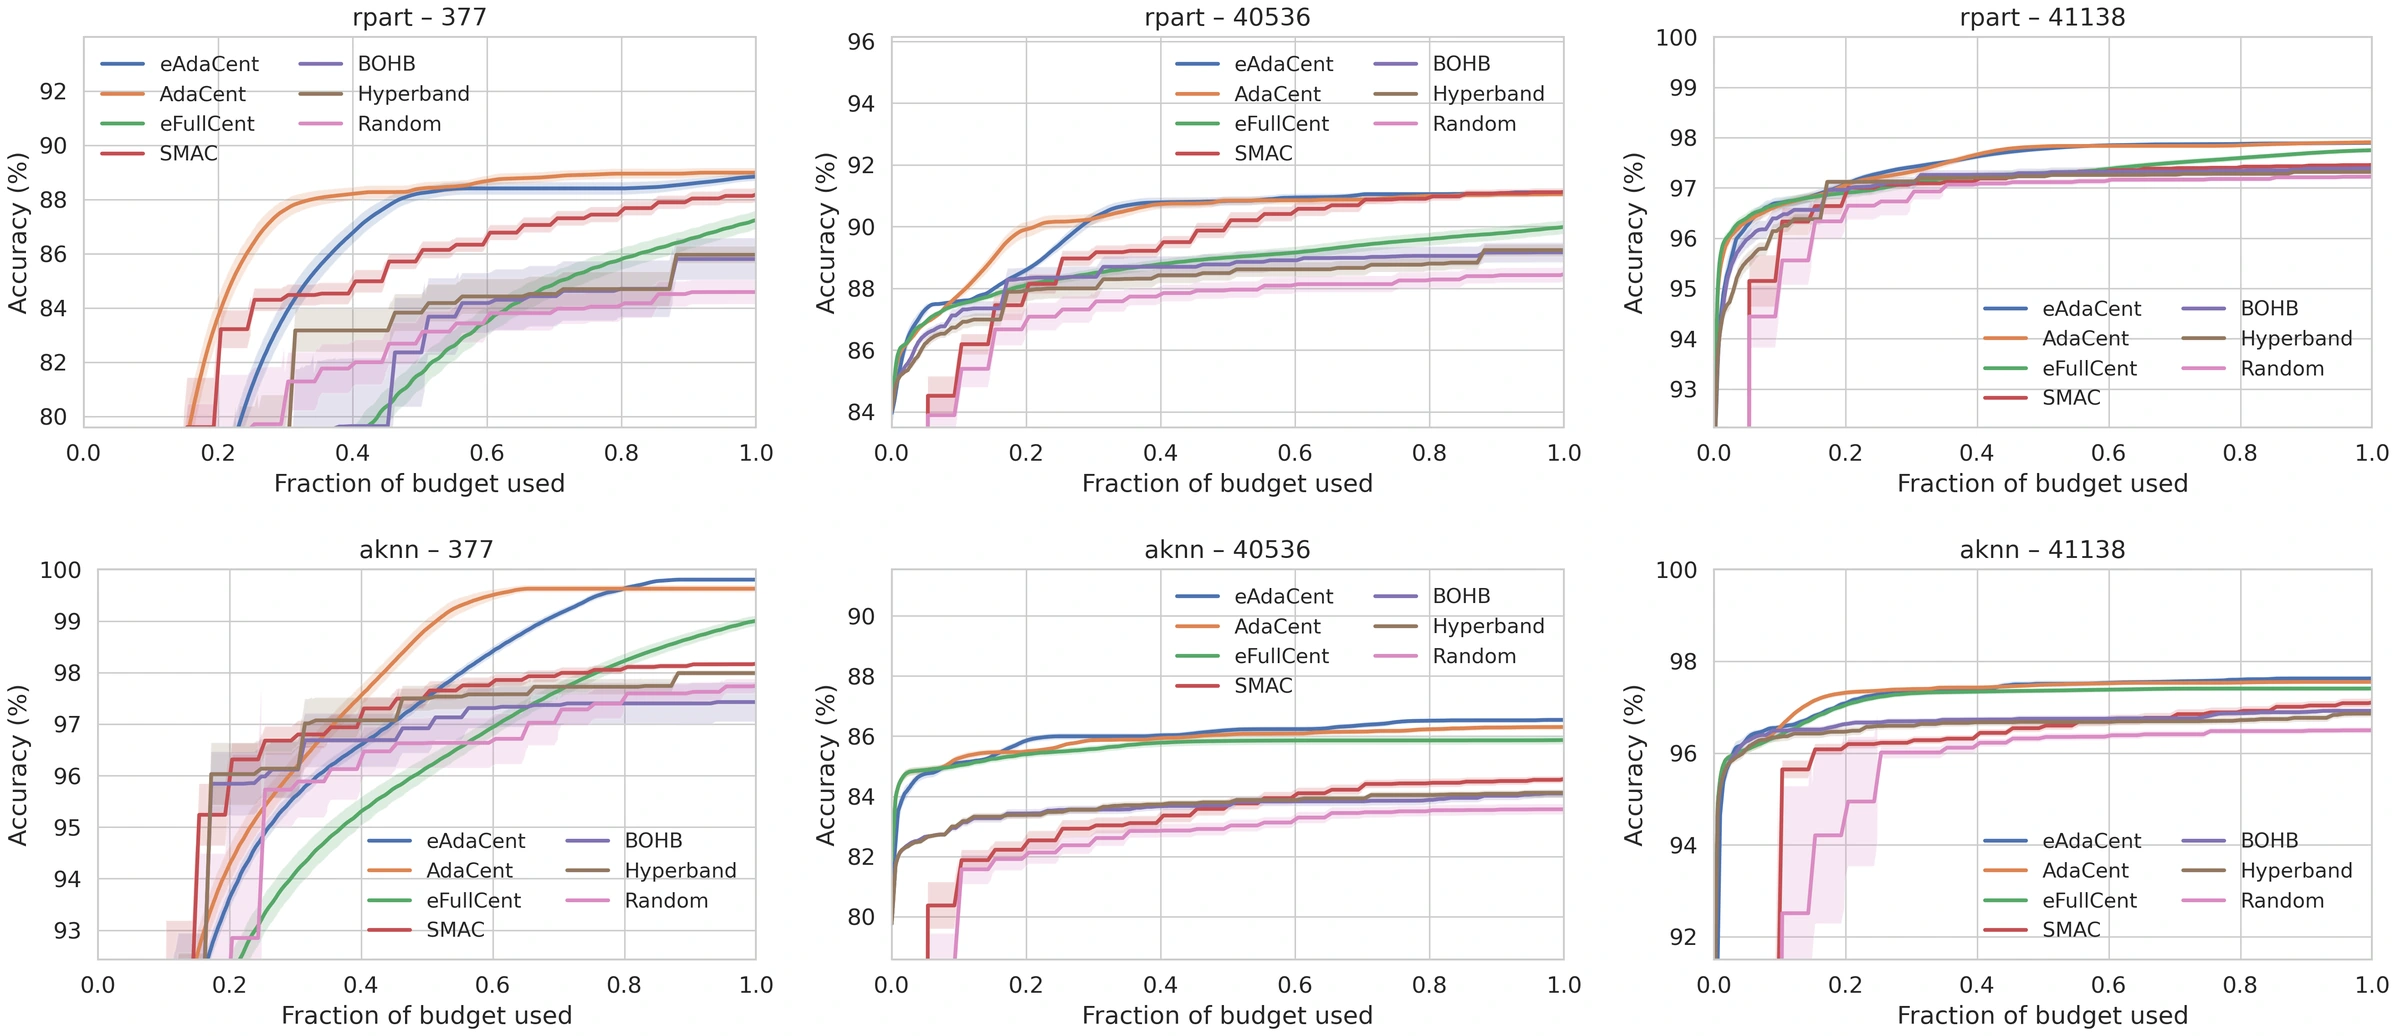 rpart – 377
Accuracy (%)
92
90
88
86
84
82
80
eAdaCent
AdaCent
eFullCent
SMAC
BOHB
Hyperband
Random
0.0 0.2 0.4 0.6 0.8 1.0
Fraction of budget used
rpart – 40536
Accuracy (%)
96
94
92
90
88
86
84
eAdaCent
AdaCent
eFullCent
SMAC
BOHB
Hyperband
Random
0.0 0.2 0.4 0.6 0.8 1.0
Fraction of budget used
rpart – 41138
Accuracy (%)
100
99
98
97
96
95
94
93
eAdaCent
AdaCent
eFullCent
SMAC
BOHB
Hyperband
Random
0.0 0.2 0.4 0.6 0.8 1.0
Fraction of budget used
aknn – 377
Accuracy (%)
100
99
98
97
96
95
94
93
eAdaCent
AdaCent
eFullCent
SMAC
BOHB
Hyperband
Random
0.0 0.2 0.4 0.6 0.8 1.0
Fraction of budget used
aknn – 40536
Accuracy (%)
90
88
86
84
82
80
eAdaCent
AdaCent
eFullCent
SMAC
BOHB
Hyperband
Random
0.0 0.2 0.4 0.6 0.8 1.0
Fraction of budget used
aknn – 41138
Accuracy (%)
100
98
96
94
92
eAdaCent
AdaCent
eFullCent
SMAC
BOHB
Hyperband
Random
0.0 0.2 0.4 0.6 0.8 1.0
Fraction of budget used